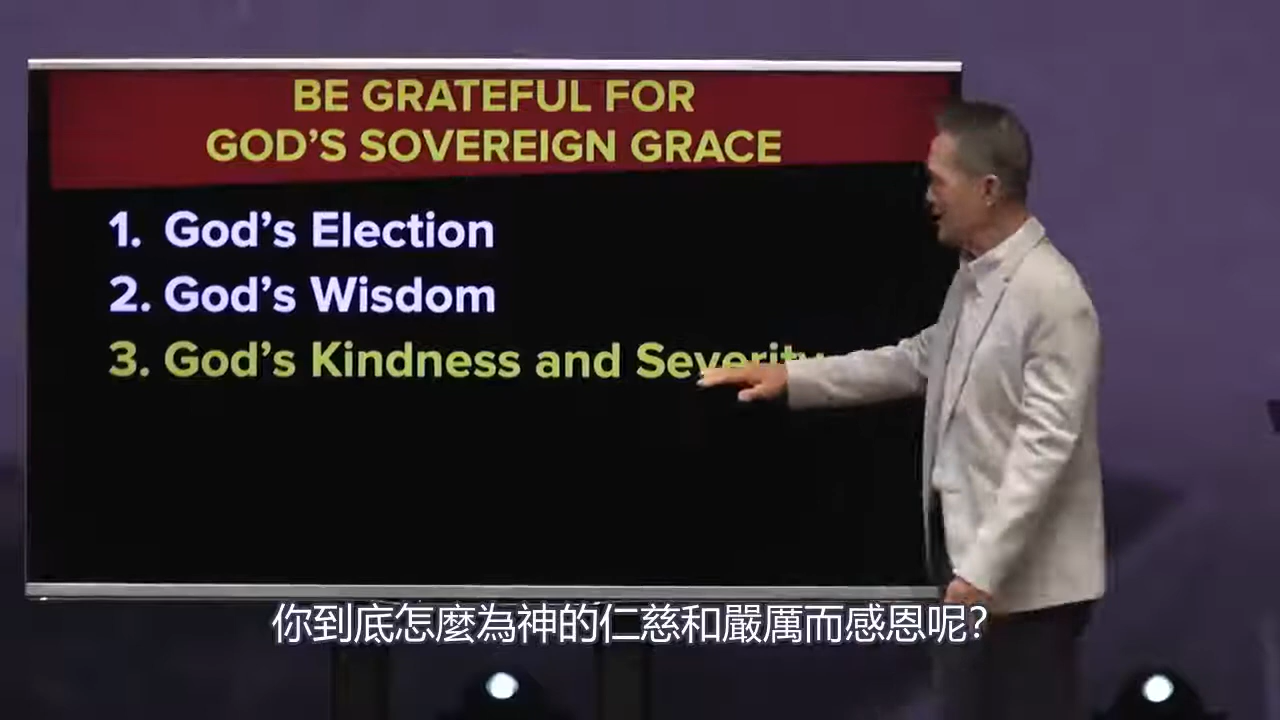 BE GRATEFUL FOR
GOD'S SOVEREIGN GRACE
1. God's Election
2. God's Wisdom
3. God's Kindness and Severity
你到底怎麼為神的仁慈和嚴厲而感恩呢?